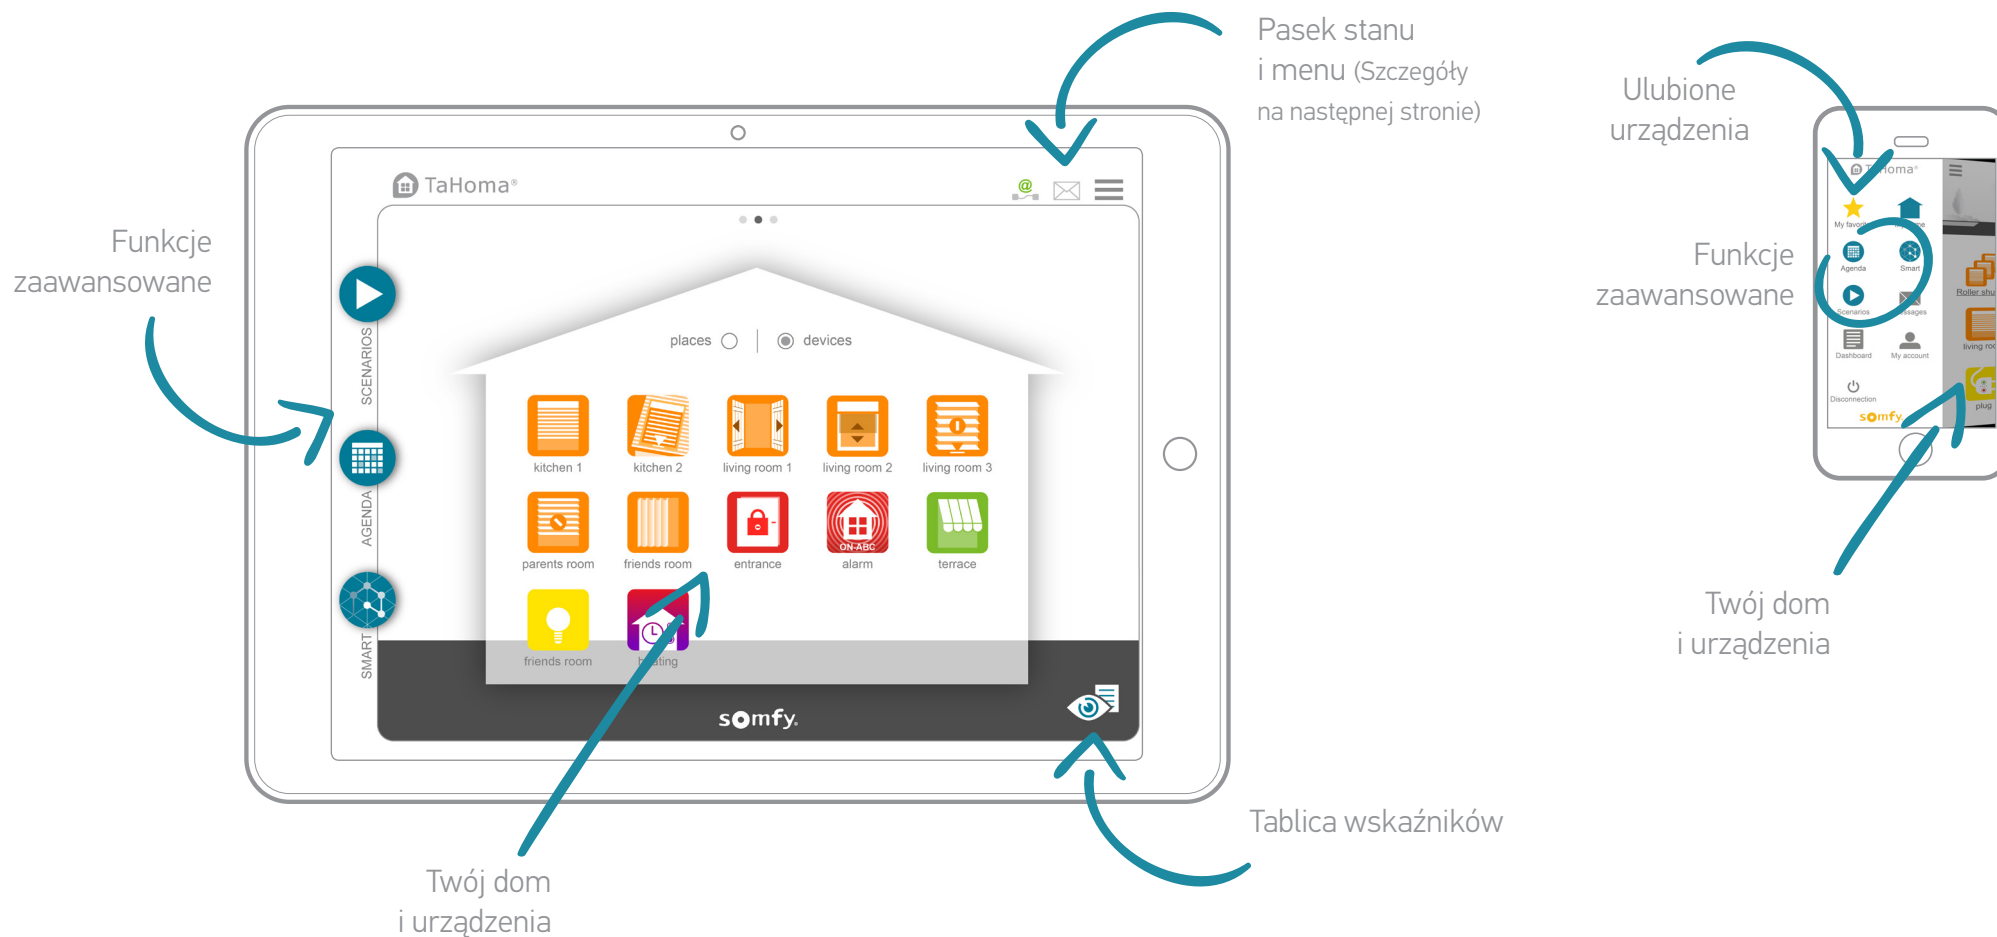 Pasek stanu
i menu (Szczegóły
na następnej stronie)
Ulubione
urządzenia
Funkcje
zaawansowane
TaHoma®
@
places
devices
SCENARIOS
AGENDA
SMART
kitchen 1
kitchen 2
living room 1
living room 2
living room 3
parents room
friends room
entrance
ON-ABC
alarm
terrace
friends room
somfy.
Twój dom
i urządzenia
Tablica wskaźników
Funkcje
zaawansowane
My
Agenda
Smart
Scenarios
Dashboard
My account
Disconnection
somfy
Roller
living
plug
Twój dom
i urządzenia